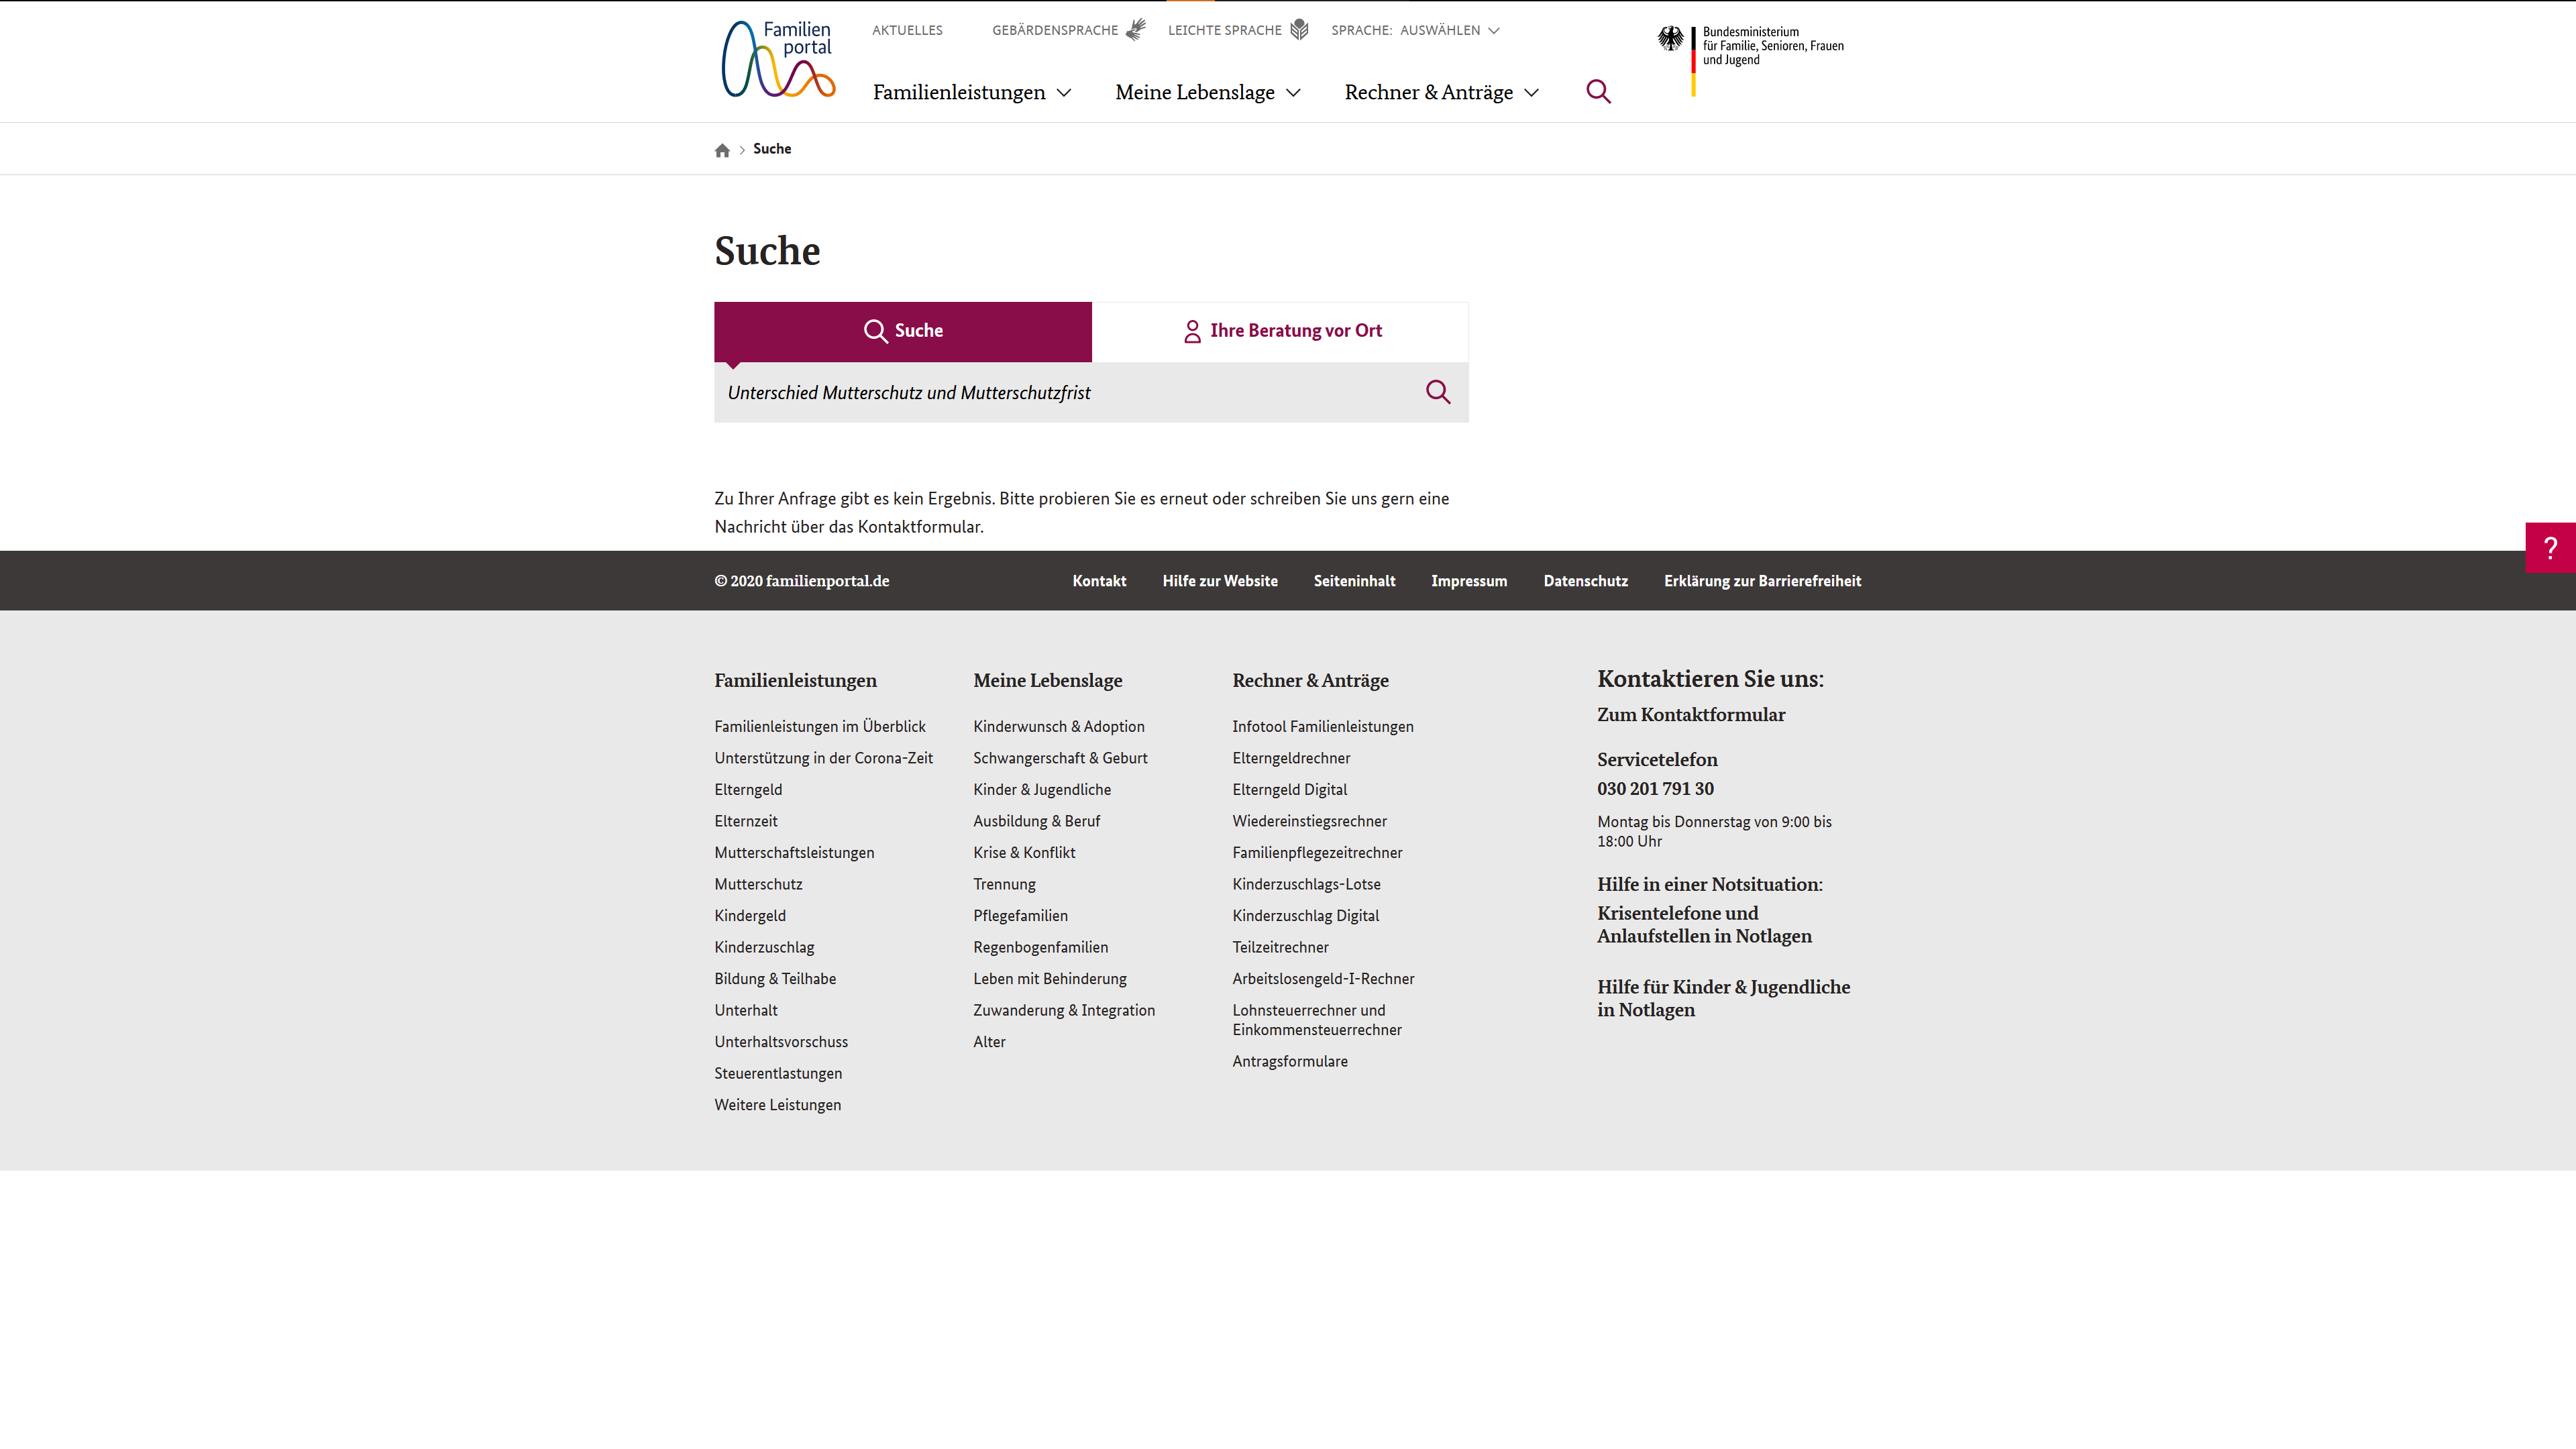 Familien
portal
AKTUELLES
GEBÄRDENSPRACHE
LEICHTE SPRACHE
SPRACHE: AUSWÄHLEN
Bundesministerium
für Familie, Senioren, Frauen
und Jugend
Familienleistungen
Meine Lebenslage
Rechner & Anträge
Suche
Suche
Suche
Ihre Beratung vor Ort
Unterschied Mutterschutz und Mutterschutzfrist
Zu Ihrer Anfrage gibt es kein Ergebnis. Bitte probieren Sie es erneut oder schreiben Sie uns gern eine
Nachricht über das Kontaktformular.
?
© 2020 familienportal.de
Kontakt
Hilfe zur Website
Seiteninhalt
Impressum
Datenschutz
Erklärung zur Barrierefreiheit
Familienleistungen
Familienleistungen im Überblick
Unterstützung in der Corona-Zeit
Elterngeld
Elternzeit
Mutterschaftsleistungen
Mutterschutz
Kindergeld
Kinderzuschlag
Bildung & Teilhabe
Unterhalt
Unterhaltsvorschuss
Steuerentlastungen
Weitere Leistungen
Meine Lebenslage
Kinderwunsch & Adoption
Schwangerschaft & Geburt
Kinder & Jugendliche
Ausbildung & Beruf
Krise & Konflikt
Trennung
Pflegefamilien
Regenbogenfamilien
Leben mit Behinderung
Zuwanderung & Integration
Alter
Rechner & Anträge
Infotool Familienleistungen
Elterngeldrechner
Elterngeld Digital
Wiedereinstiegsrechner
Familienpflegezeitrechner
Kinderzuschlags-Lotse
Kinderzuschlag Digital
Teilzeitrechner
Arbeitslosengeld-I-Rechner
Lohnsteuerrechner und
Einkommensteuerrechner
Antragsformulare
Kontaktieren Sie uns:
Zum Kontaktformular
Servicetelefon
030 201 791 30
Montag bis Donnerstag von 9:00 bis
18:00 Uhr
Hilfe in einer Notsituation:
Krisentelefone und
Anlaufstellen in Notlagen
Hilfe für Kinder & Jugendliche
in Notlagen